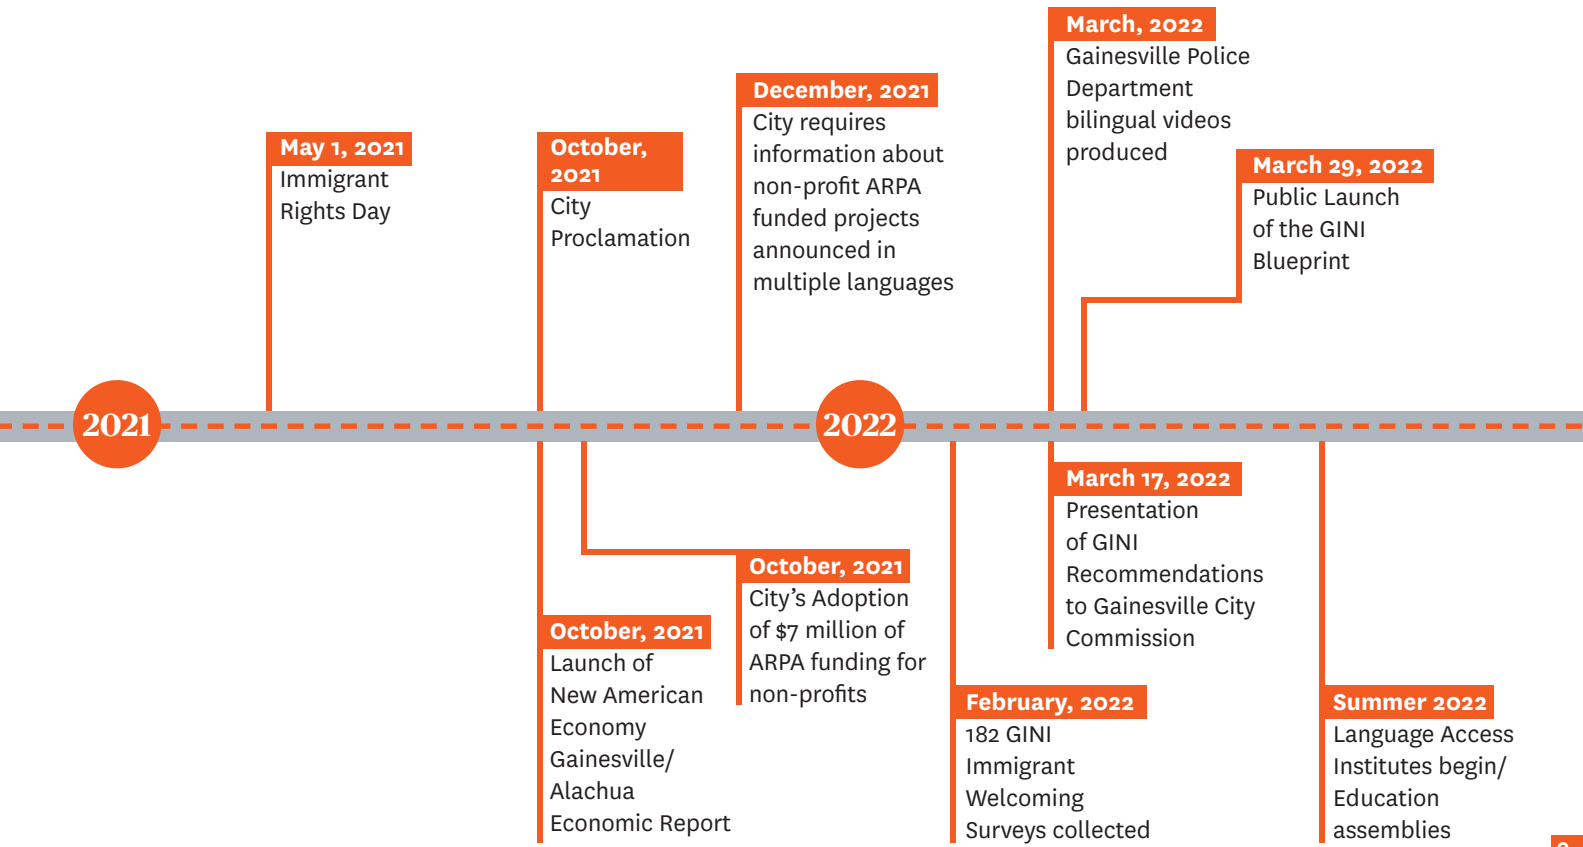 May 1, 2021
Immigrant
Rights Day
October,
2021
City
Proclamation
December, 2021
City requires
information about
non-profit ARPA
funded projects
announced in
multiple languages
March, 2022
Gainesville Police
Department
bilingual videos
produced
March 29, 2022
Public Launch
of the GINI
Blueprint
2021
2022
October, 2021
Launch of
New American
Economy
Gainesville/
Alachua
Economic Report
October, 2021
City’s Adoption
of $7 million of
ARPA funding for
non-profits
February, 2022
182 GINI
Immigrant
Welcoming
Surveys collected
March 17, 2022
Presentation
of GINI
Recommendations
to Gainesville City
Commission
Summer 2022
Language Access
Institutes begin/
Education
assemblies